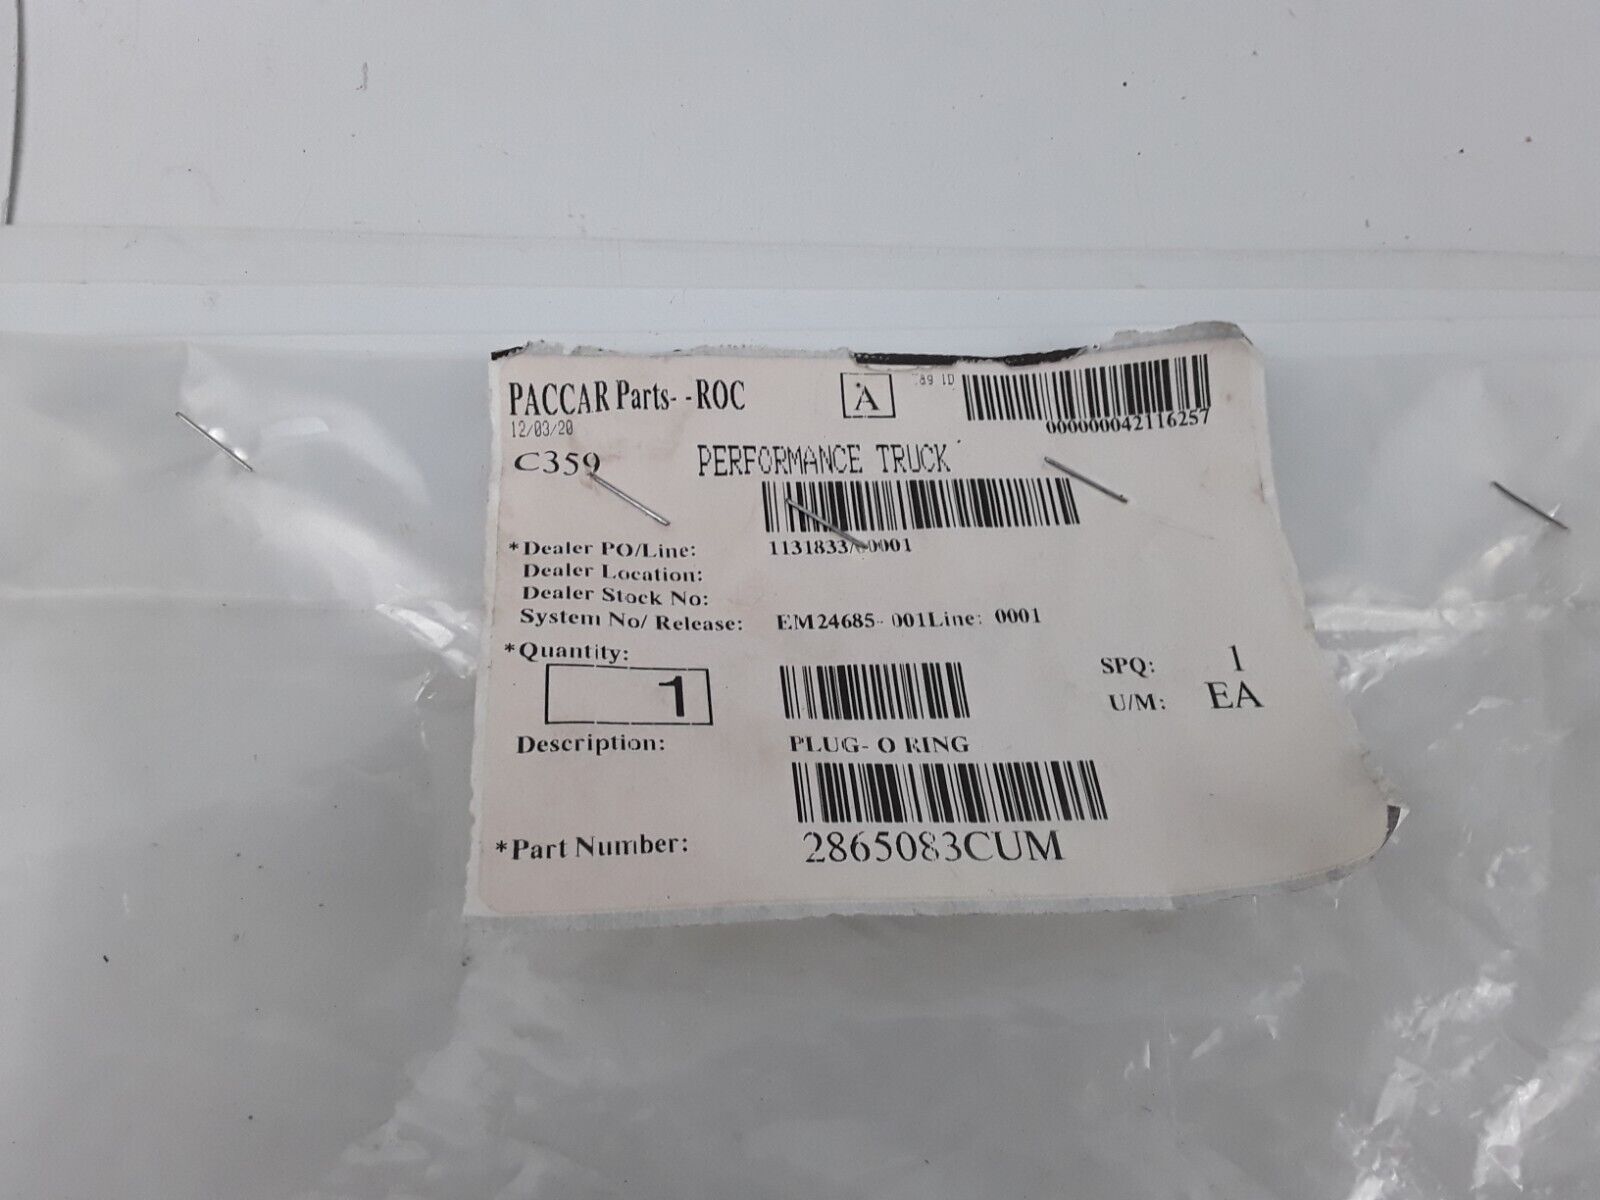 PACCAR Parts- -ROC
A
12/03/20
000000042116257
C359 PERFORMANCE TRUCK
*Dealer PO/Line: 1131833/00001
Dealer Location:
Dealer Stock No:
System No/ Release: EM24685- 001Line: 0001
*Quantity: SPQ: 1
1 U/M: EA
Description: PLUG- O RING
*Part Number: 2865083CUM